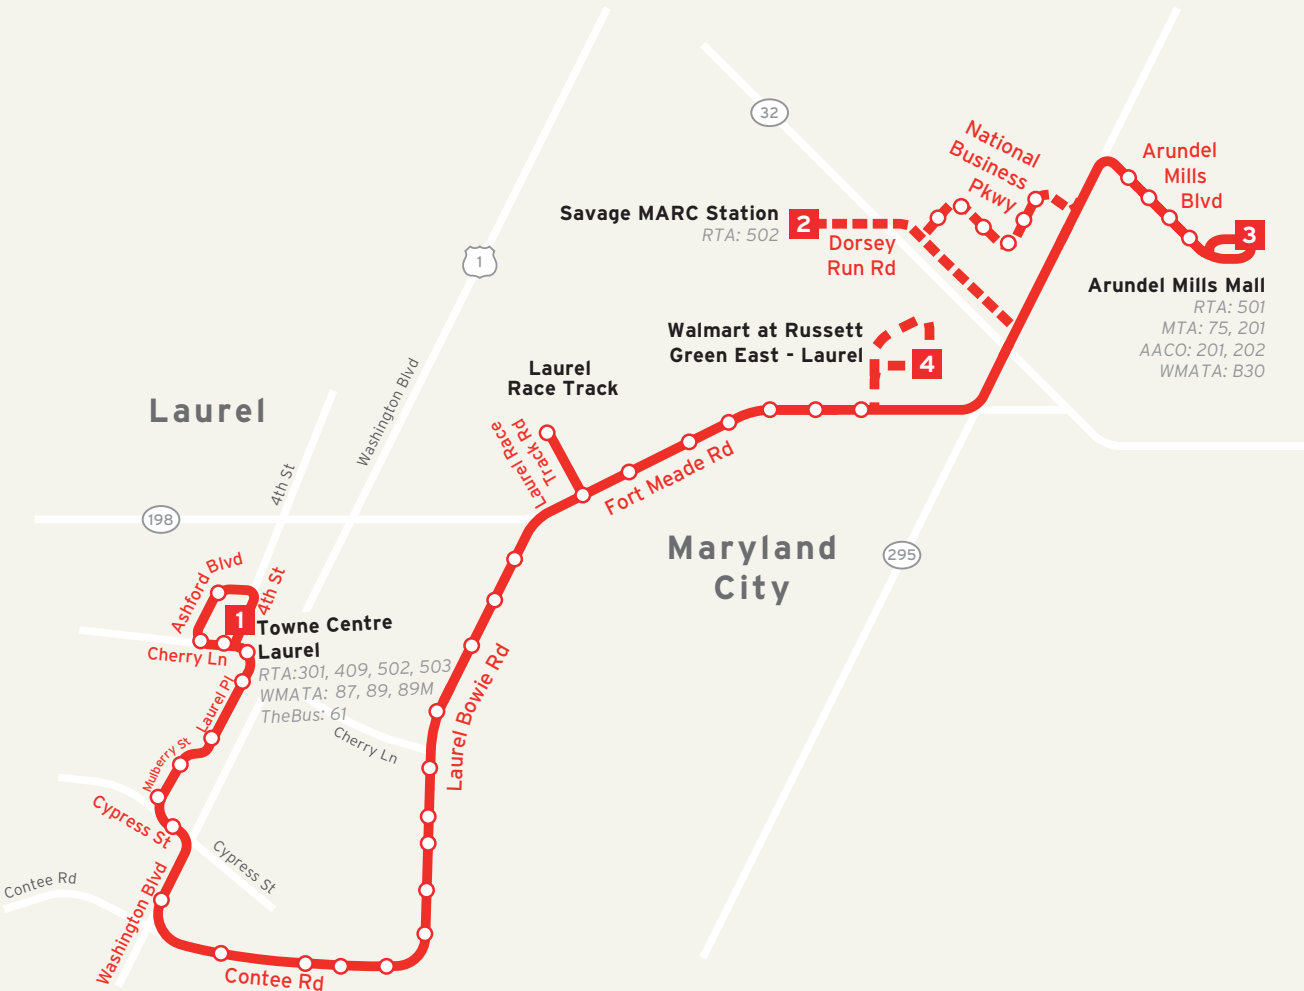 32
National
Business
Pkwy
Arundel
Mills
Blvd
Savage MARC Station
RTA: 502
2
Dorsey
Run Rd
3
Arundel Mills Mall
RTA: 501
MTA: 75, 201
AACO: 201, 202
WMATA: B30
1
Walmart at Russett
Green East - Laurel
4
Laurel
Race Track
Laurel
Washington Blvd
Laurel Race
Track Rd
Fort Meade Rd
4th St
198
Maryland
City
295
Ashford Blvd
4th St
1
Towne Centre
Laurel
RTA:301, 409, 502, 503
WMATA: 87, 89, 89M
TheBus: 61
Cherry Ln
Laurel Pl
Cherry Ln
Laurel Bowie Rd
Mulberry St
Cypress St
Cypress St
Contee Rd
Washington Blvd
Contee Rd